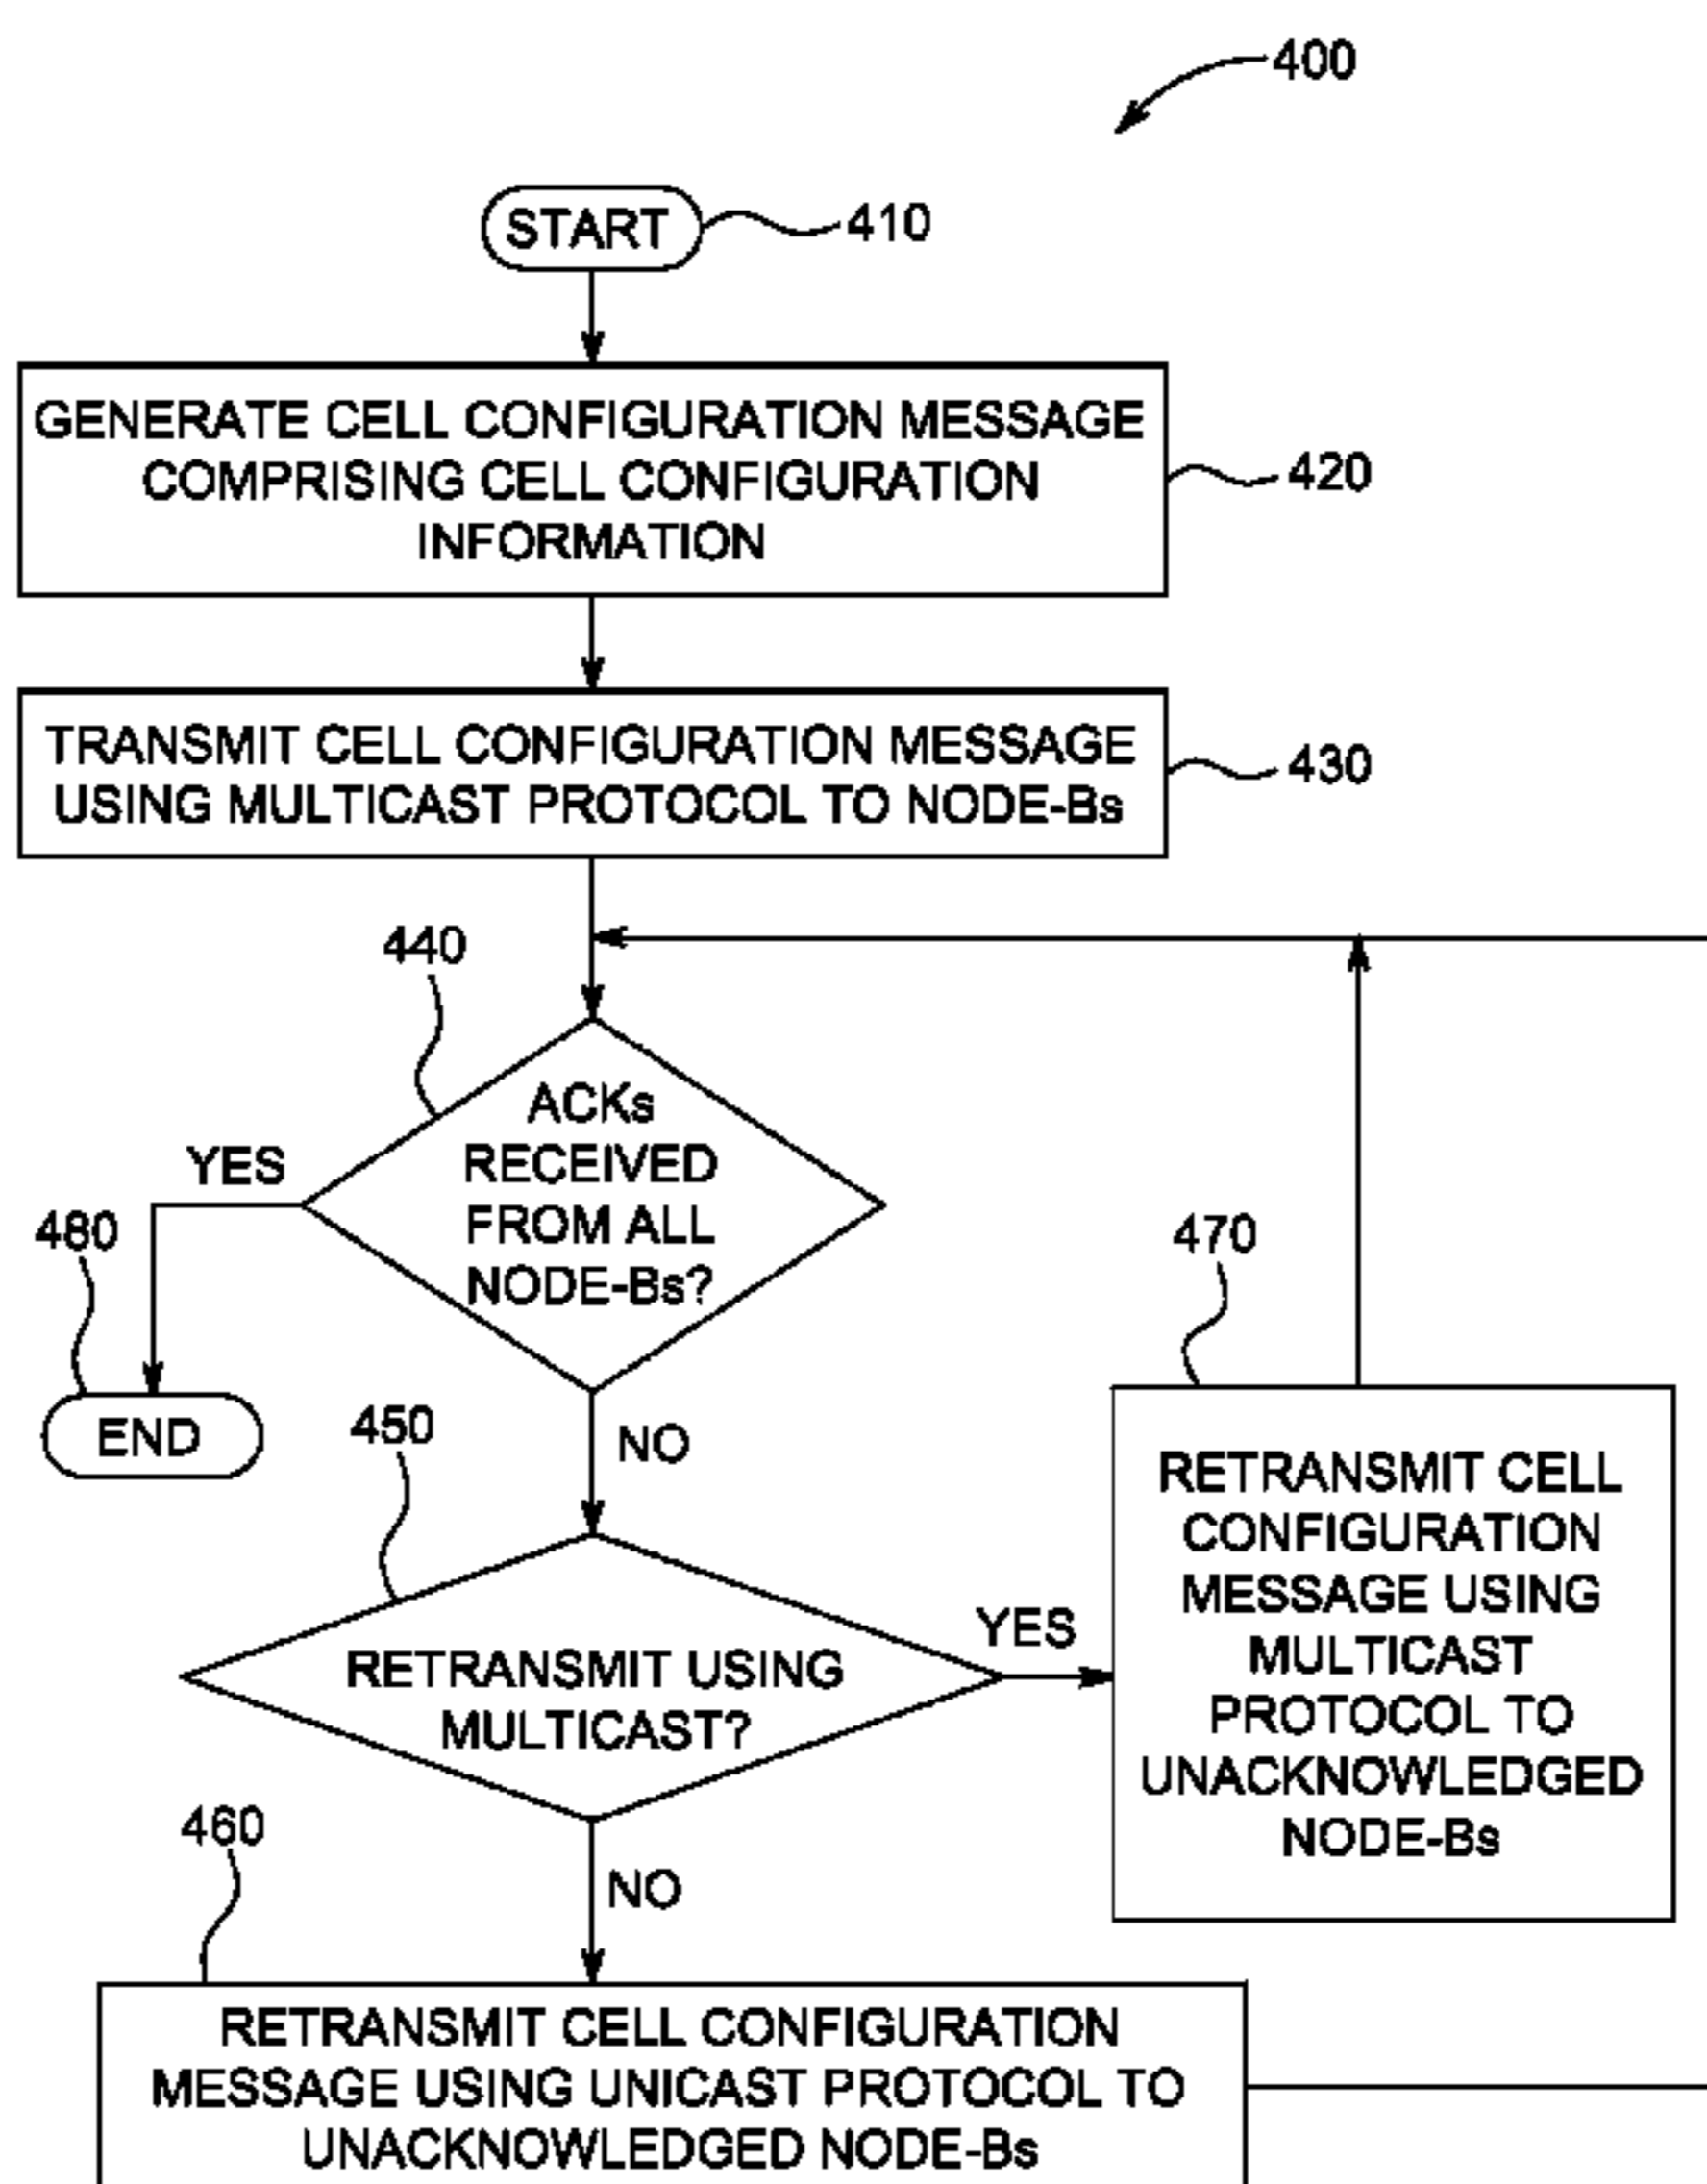 400
START
410
GENERATE CELL CONFIGURATION MESSAGE
COMPRISING CELL CONFIGURATION
INFORMATION
420
TRANSMIT CELL CONFIGURATION MESSAGE
USING MULTICAST PROTOCOL TO NODE-Bs
430
440
ACKs
RECEIVED
FROM ALL
NODE-Bs?
YES
480
END
NO
450
RETRANSMIT USING
MULTICAST?
YES
470
RETRANSMIT CELL
CONFIGURATION
MESSAGE USING
MULTICAST
PROTOCOL TO
UNACKNOWLEDGED
NODE-Bs
NO
460
RETRANSMIT CELL CONFIGURATION
MESSAGE USING UNICAST PROTOCOL TO
UNACKNOWLEDGED NODE-Bs